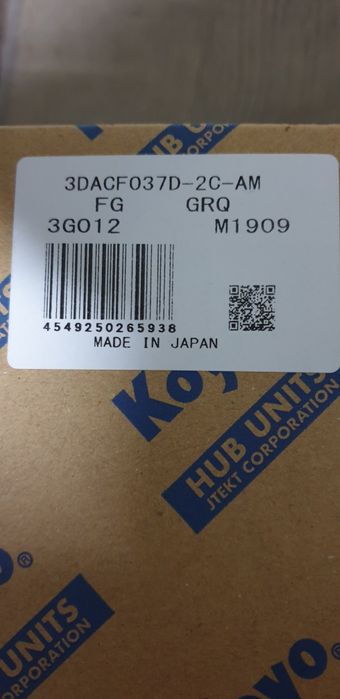 3DACF037D-2C-AM
FG GRQ
3G012 M1909
4549250265938
MADE IN JAPAN
Koyo
HUB UNITS
JTEKT CORPORATION
HUB UNITS
CORPORATION
Koyo